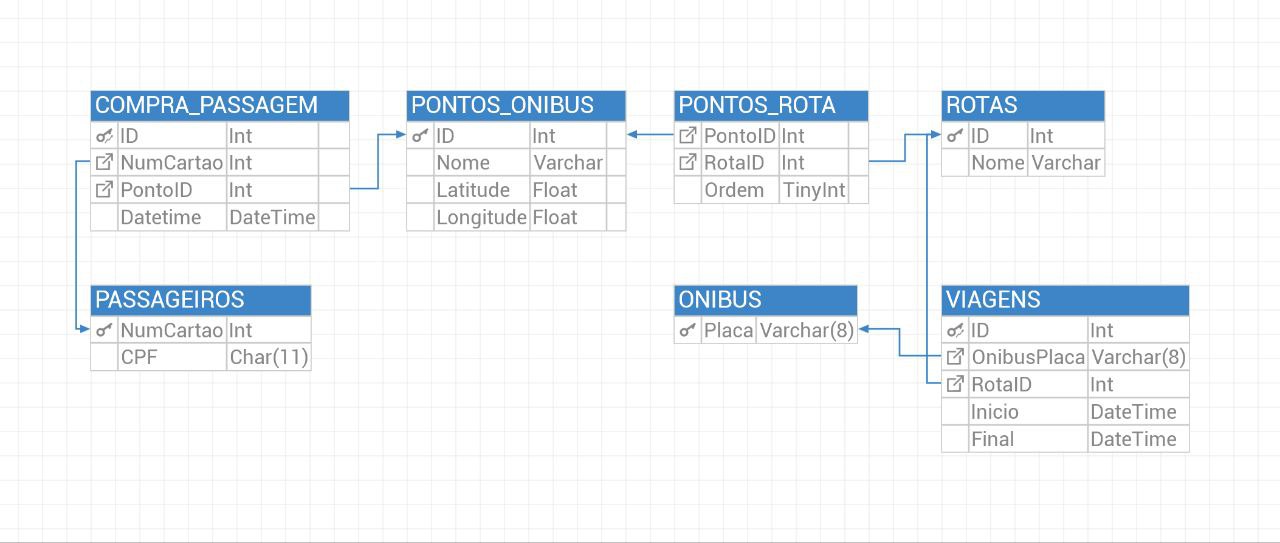 COMPRA_PASSAGEM
ID Int
NumCartao Int
PontoID Int
Datetime DateTime
PONTOS_ONIBUS
ID Int
Nome Varchar
Latitude Float
Longitude Float
PONTOS_ROTA
PontoID Int
RotaID Int
Ordem TinyInt
ROTAS
ID Int
Nome Varchar
PASSAGEIROS
NumCartao Int
CPF Char(11)
ONIBUS
Placa Varchar(8)
VIAGENS
ID Int
OnibusPlaca Varchar(8)
RotaID Int
Inicio DateTime
Final DateTime